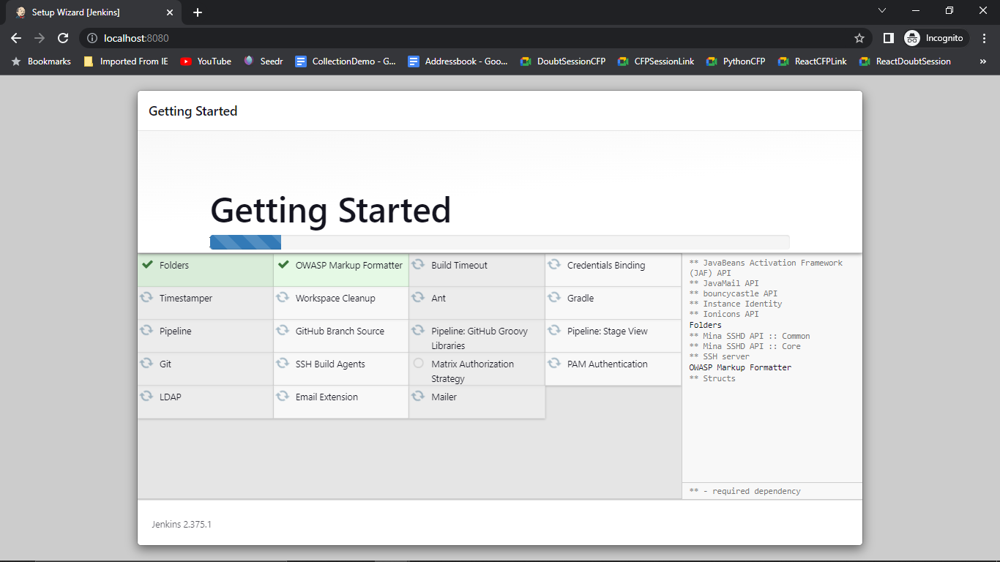 Setup Wizard [Jenkins]
localhost:8080
Incognito
Bookmarks
Imported From IE
YouTube
Seedr
CollectionDemo - G...
Addressbook - Goo...
DoubtSessionCFP
CFPSessionLink
PythonCFP
ReactCFPLink
ReactDoubtSession
»
Getting Started
Getting Started
Folders
OWASP Markup Formatter
Build Timeout
Credentials Binding
Timestamper
Workspace Cleanup
Ant
Gradle
Pipeline
GitHub Branch Source
Pipeline: GitHub Groovy
Libraries
Pipeline: Stage View
Git
SSH Build Agents
Matrix Authorization
Strategy
PAM Authentication
LDAP
Email Extension
Mailer
** JavaBeans Activation Framework
(JAF) API
** JavaMail API
** bouncycastle API
** Instance Identity
** Ionicons API
Folders
** Mina SSHD API :: Common
** Mina SSHD API :: Core
** SSH server
OWASP Markup Formatter
** Structs
** - required dependency
Jenkins 2.375.1